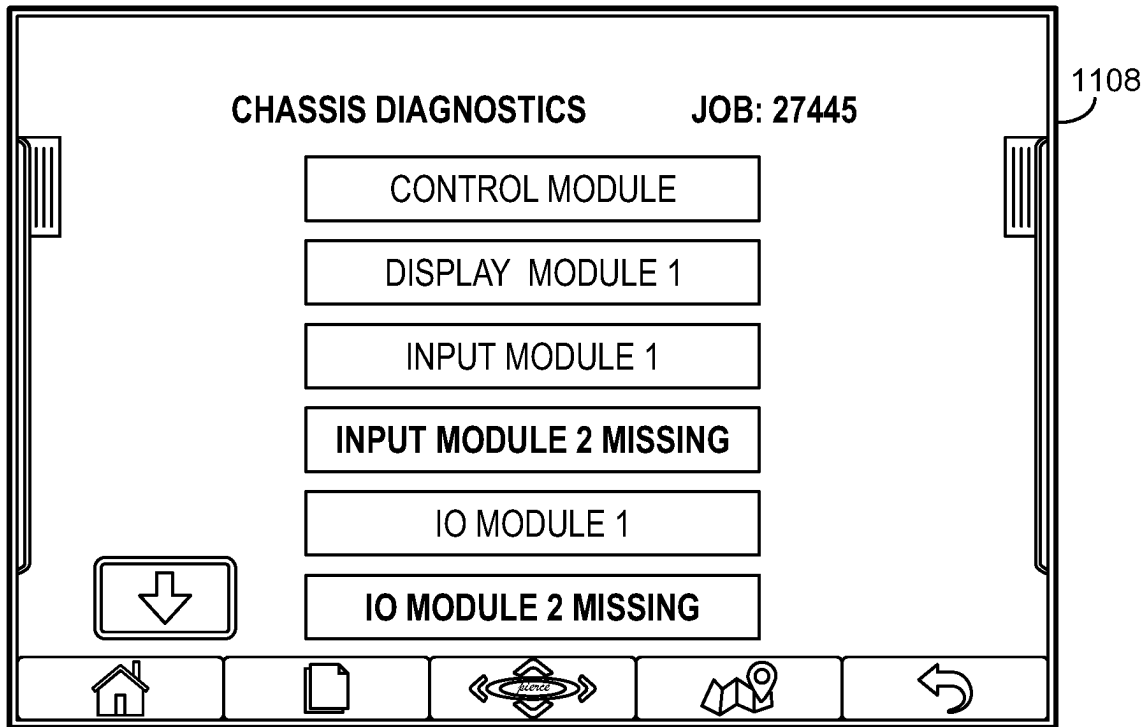 CHASSIS DIAGNOSTICS JOB: 27445
1108
CONTROL MODULE
DISPLAY MODULE 1
INPUT MODULE 1
INPUT MODULE 2 MISSING
IO MODULE 1
IO MODULE 2 MISSING
pierce